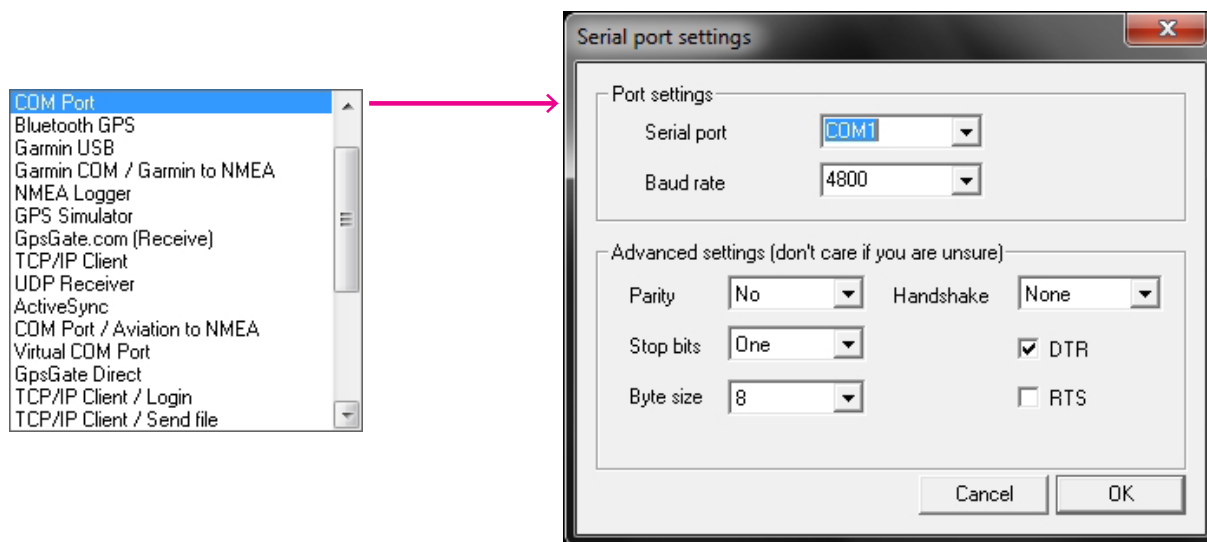 COM Port
Bluetooth GPS
Garmin USB
Garmin COM / Garmin to NMEA
NMEA Logger
GPS Simulator
GpsGate.com (Receive)
TCP/IP Client
UDP Receiver
ActiveSync
COM Port / Aviation to NMEA
Virtual COM Port
GpsGate Direct
TCP/IP Client / Login
TCP/IP Client / Send file
Serial port settings
Port settings
Serial port COM1
Baud rate 4800
Advanced settings (don't care if you are unsure)
Parity No Handshake None
Stop bits One DTR
Byte size 8 RTS
Cancel OK